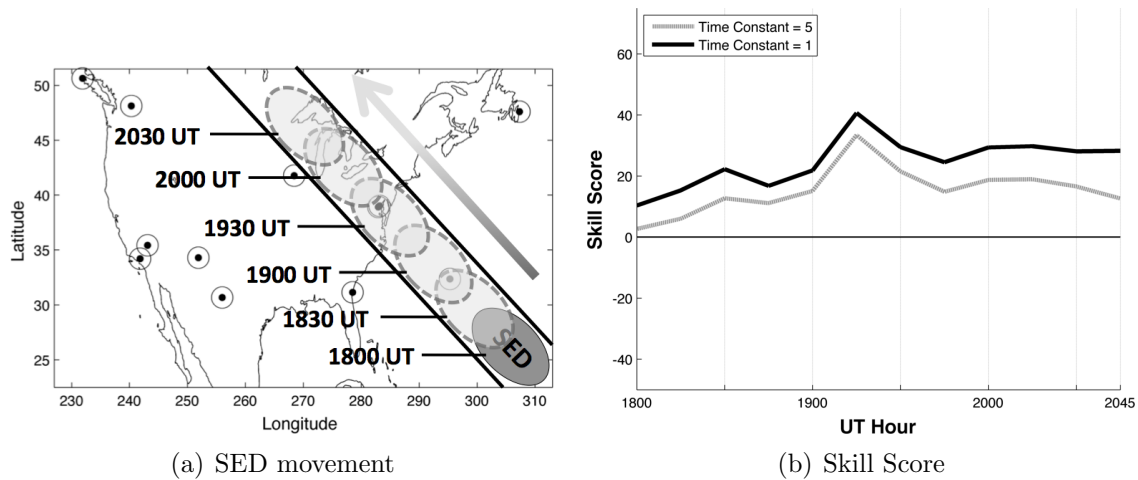 Time Constant = 5
Time Constant = 1
2030 UT
2000 UT
1930 UT
1900 UT
1830 UT
1800 UT
SED
Latitude
50
45
40
35
30
25
230 240 250 260 270 280 290 300 310
Longitude
Skill Score
60
40
20
0
-20
-40
1800 1900 2000 2045
UT Hour
(a) SED movement
(b) Skill Score